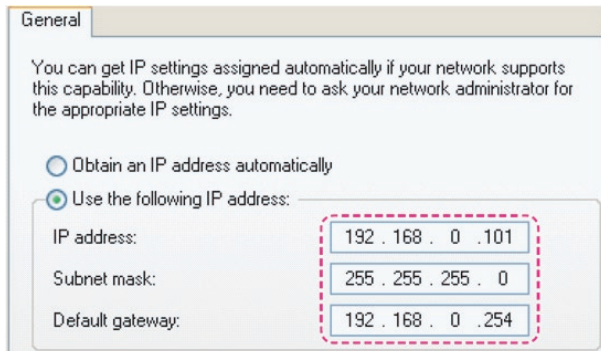 General
You can get IP settings assigned automatically if your network supports
this capability. Otherwise, you need to ask your network administrator for
the appropriate IP settings.
Obtain an IP address automatically
Use the following IP address:
IP address: 192 . 168 . 0 .101
Subnet mask: 255 . 255 . 255 . 0
Default gateway: 192 . 168 . 0 .254